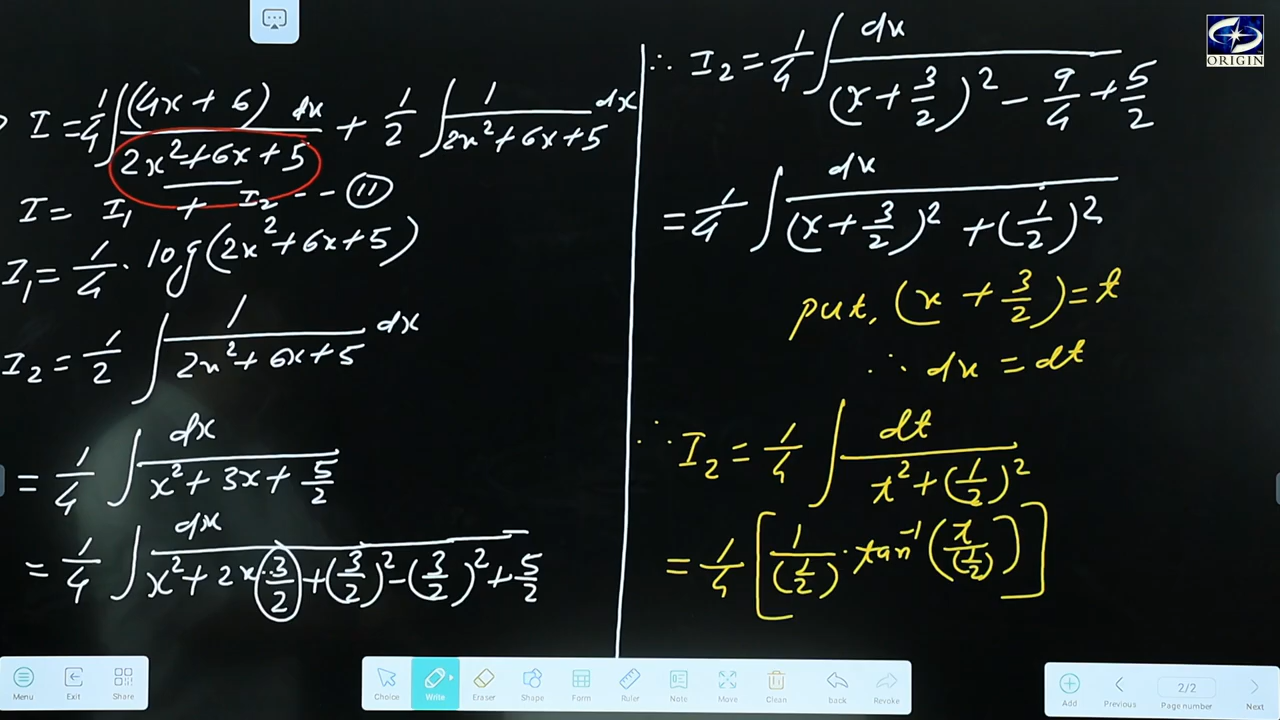 I = 1/4 ∫ (4x + 6) dx / 2x² + 6x + 5 + 1/2 ∫ 1 / 2x² + 6x + 5 dx
I = I₁ + I₂ -- (11)
I₁ = 1/4 · log(2x² + 6x + 5)
I₂ = 1/2 ∫ 1 / 2x² + 6x + 5 dx
= 1/4 ∫ dx / x² + 3x + 5/2
= 1/4 ∫ dx / x² + 2x · 3/2 + (3/2)² - (3/2)² + 5/2
∴ I₂ = 1/4 ∫ dx / (x + 3/2)² - 9/4 + 5/2
= 1/4 ∫ dx / (x + 3/2)² + (1/2)²
put, (x + 3/2) = t
∴ dx = dt
∴ I₂ = 1/4 ∫ dt / t² + (1/2)²
= 1/4 [ 1/(1/2) · tan⁻¹ ( t/(1/2) ) ]
ORIGIN
Menu Exit Share
Choice Write Eraser Shape Form Ruler Note Move Clean back Revoke
Add Previous 2/2 Page number Next